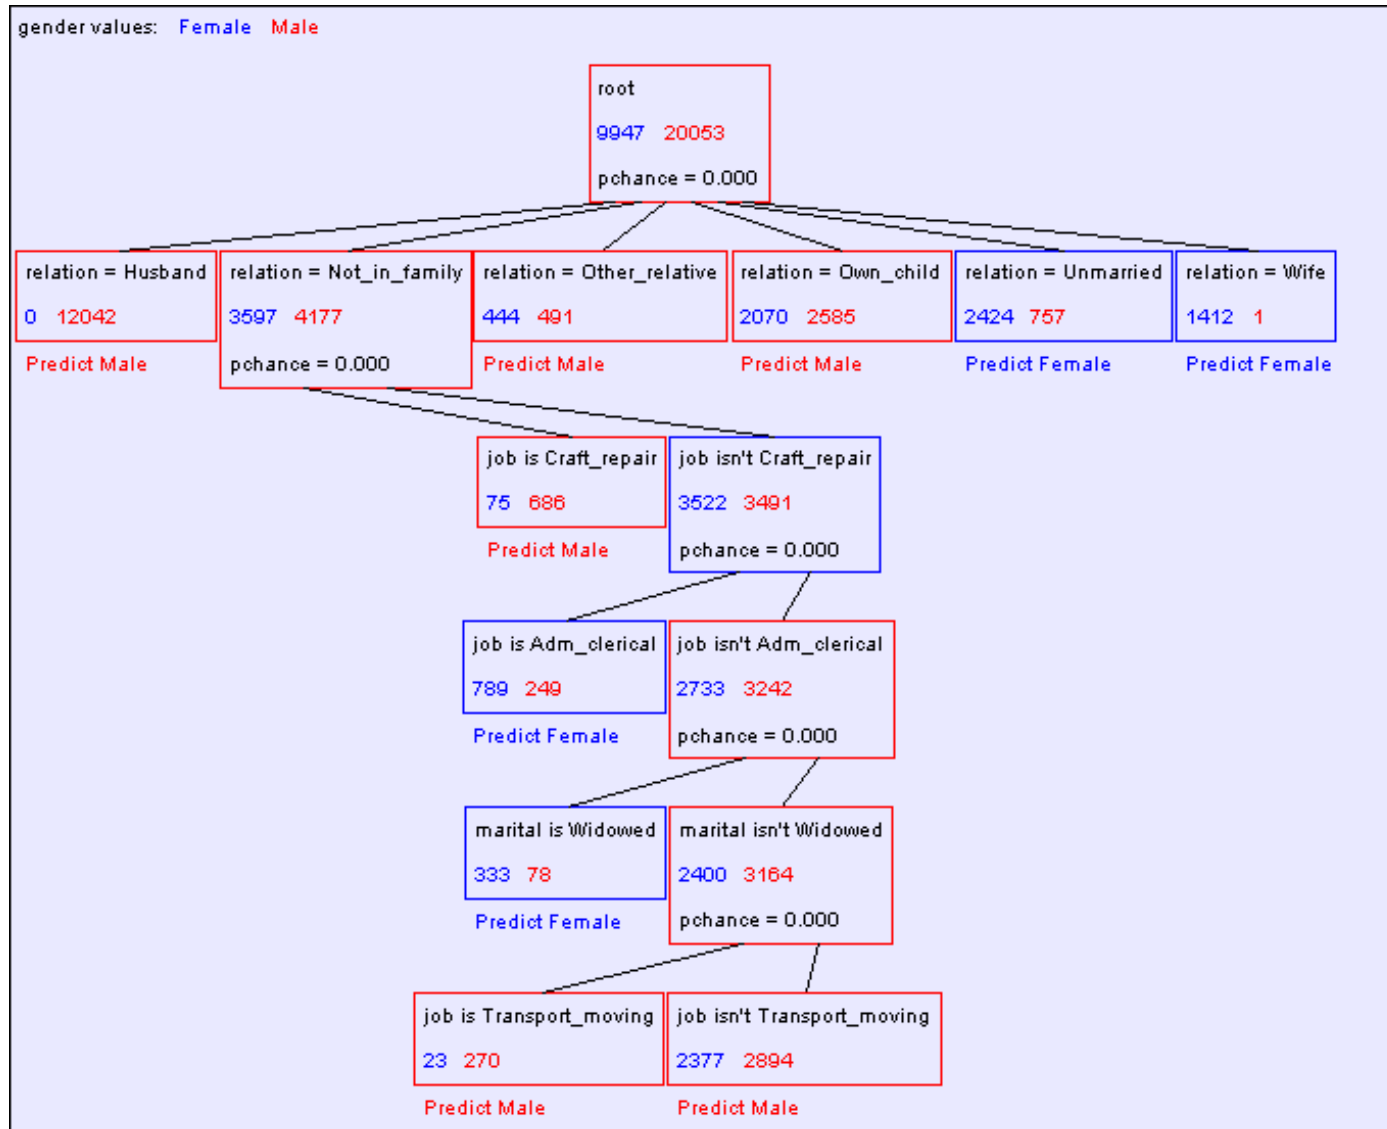 gender values: Female Male
root
9947 20053
pchance = 0.000
relation = Husband
0 12042
Predict Male
relation = Not_in_family
3597 4177
pchance = 0.000
relation = Other_relative
444 491
Predict Male
relation = Own_child
2070 2585
Predict Male
relation = Unmarried
2424 757
Predict Female
relation = Wife
1412 1
Predict Female
job is Craft_repair
75 686
Predict Male
job isn't Craft_repair
3522 3491
pchance = 0.000
job is Adm_clerical
789 249
Predict Female
job isn't Adm_clerical
2733 3242
pchance = 0.000
marital is Widowed
333 78
Predict Female
marital isn't Widowed
2400 3164
pchance = 0.000
job is Transport_moving
23 270
Predict Male
job isn't Transport_moving
2377 2894
Predict Male